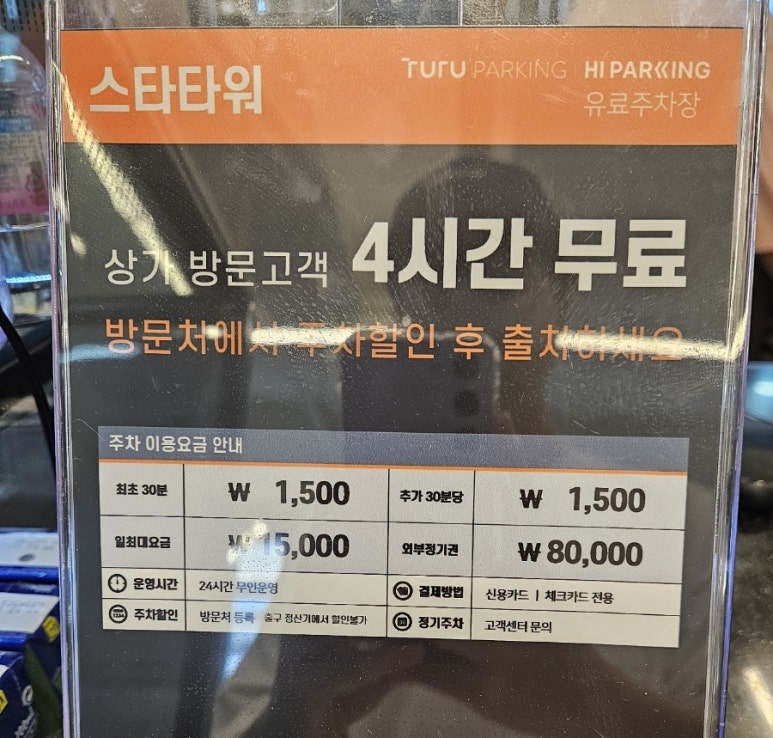 스타타워
TURU PARKING HI PARKING
유료주차장
상가 방문고객 4시간 무료
방문처에서 주차할인 후 출차하세요
주차 이용요금 안내
최초 30분 ₩ 1,500 추가 30분당 ₩ 1,500
일최대요금 ₩ 15,000 외부정기권 ₩ 80,000
운영시간 24시간 무인운영 결제방법 신용카드 | 체크카드 전용
주차할인 방문처 등록 출구 정산기에서 할인불가 정기주차 고객센터 문의